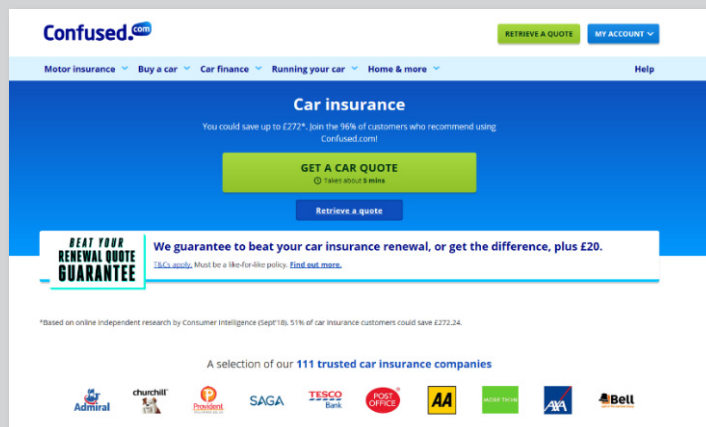 Confused.com
RETRIEVE A QUOTE
MY ACCOUNT
Motor insurance Buy a car Car finance Running your car Home & more Help
Car insurance
You could save up to £272*. Join the 96% of customers who recommend using
Confused.com!
GET A CAR QUOTE
Takes about 5 mins
Retrieve a quote
BEAT YOUR
RENEWAL QUOTE
GUARANTEE
We guarantee to beat your car insurance renewal, or get the difference, plus £20.
T&Cs apply. Must be a like-for-like policy. Find out more.
*Based on online independent research by Consumer Intelligence (Sept'18). 51% of car insurance customers could save £272.24.
A selection of our 111 trusted car insurance companies
Admiral
churchill
Provident
SAGA
TESCO
Bank
POST
OFFICE
AA
MORE TH>N
AXA
Bell